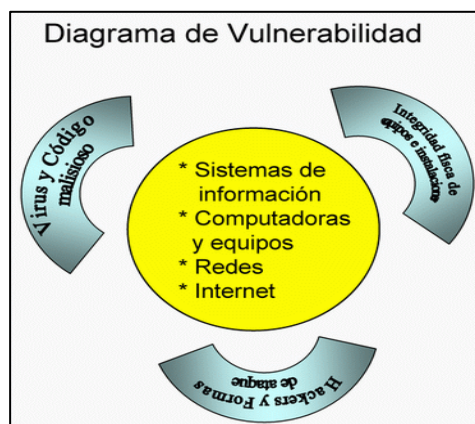 Diagrama de Vulnerabilidad
Virus y Código
malisioso
Integridad física de
equipos e instalaciones
* Sistemas de
información
* Computadoras
y equipos
* Redes
* Internet
Hackers y Formas
de ataque